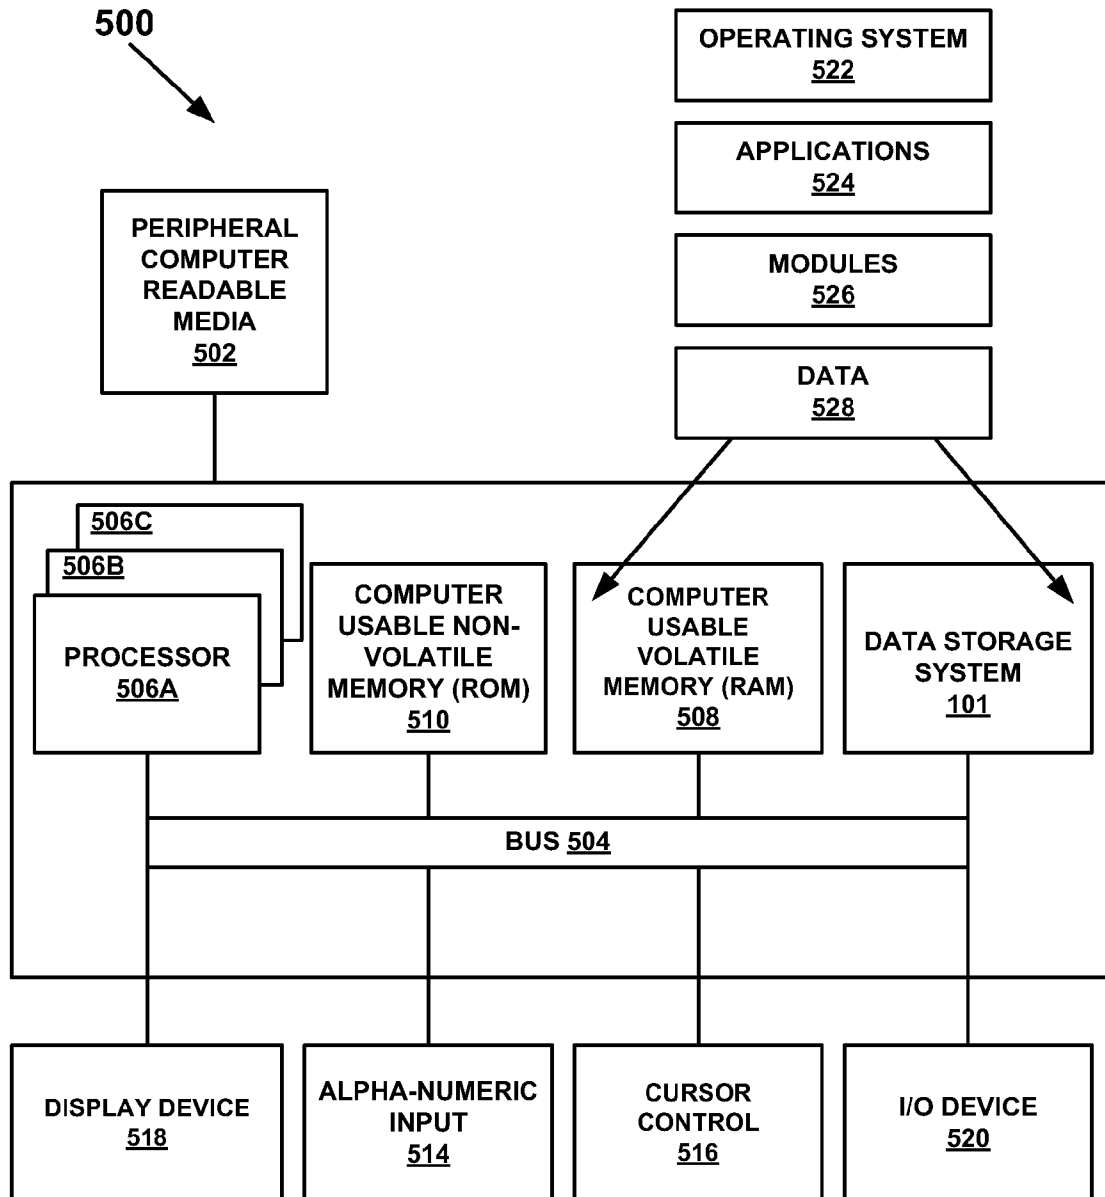 500
OPERATING SYSTEM
522
APPLICATIONS
524
MODULES
526
DATA
528
PERIPHERAL
COMPUTER
READABLE
MEDIA
502
506C
506B
PROCESSOR
506A
COMPUTER
USABLE NON-
VOLATILE
MEMORY (ROM)
510
COMPUTER
USABLE
VOLATILE
MEMORY (RAM)
508
DATA STORAGE
SYSTEM
101
BUS 504
DISPLAY DEVICE
518
ALPHA-NUMERIC
INPUT
514
CURSOR
CONTROL
516
I/O DEVICE
520